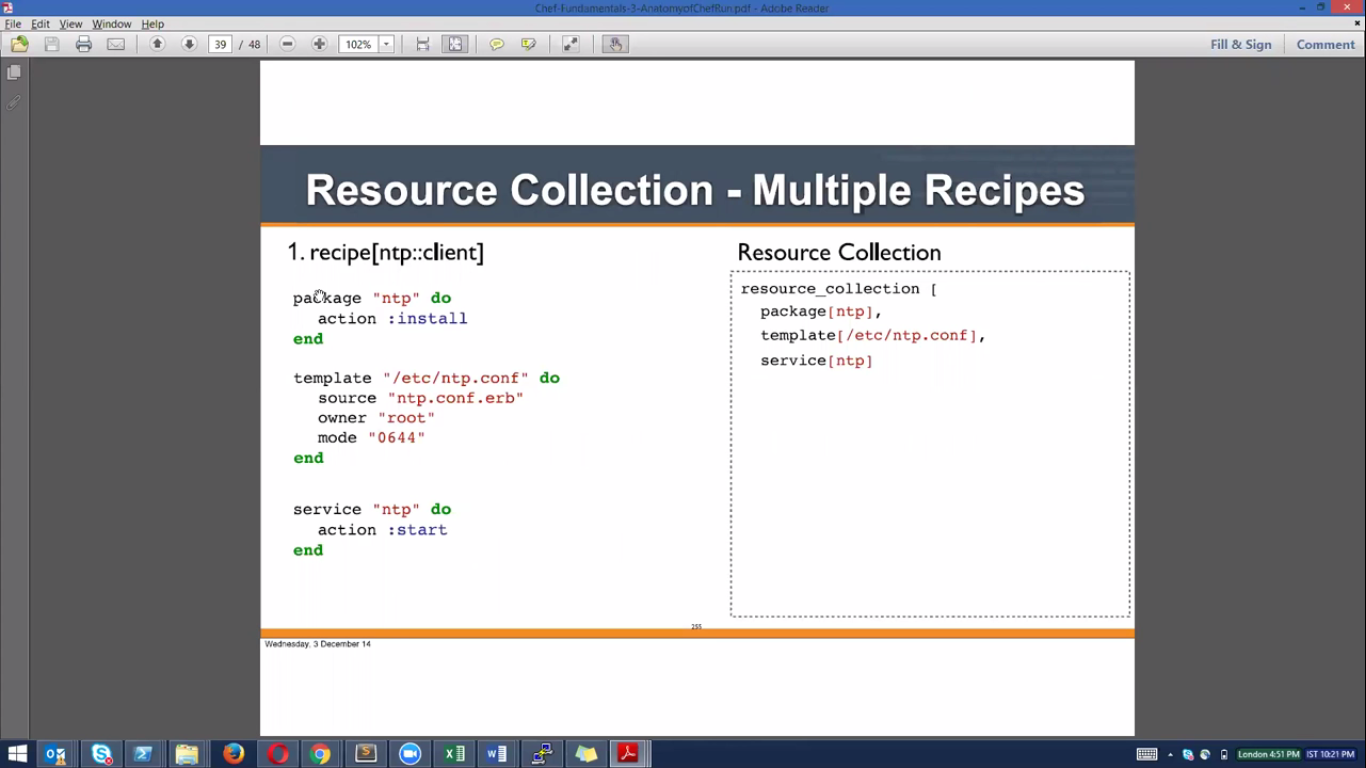 Chef-Fundamentals-3-AnatomyofChefRun.pdf - Adobe Reader
File Edit View Window Help
39 / 48 102% Fill & Sign Comment
Resource Collection - Multiple Recipes
1. recipe[ntp::client]
package "ntp" do
action :install
end
template "/etc/ntp.conf" do
source "ntp.conf.erb"
owner "root"
mode "0644"
end
service "ntp" do
action :start
end
Resource Collection
resource_collection [
package[ntp],
template[/etc/ntp.conf],
service[ntp]
255
Wednesday, 3 December 14
London 4:51 PM IST 10:21 PM